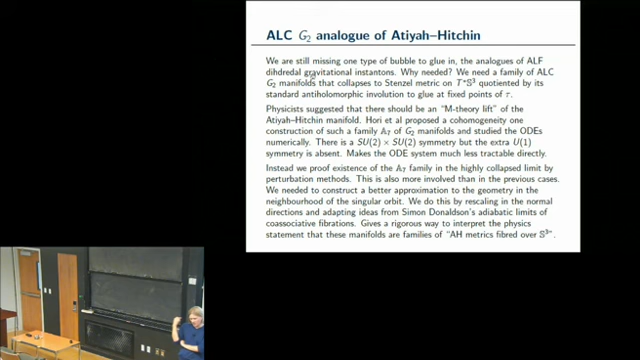 ALC G₂ analogue of Atiyah–Hitchin
We are still missing one type of bubble to glue in, the analogues of ALF
dihdredal gravitational instantons. Why needed? We need a family of ALC
G₂ manifolds that collapses to Stenzel metric on T*𝕊³ quotiented by its
standard antiholomorphic involution to glue at fixed points of τ.
Physicists suggested that there should be an "M-theory lift" of the
Atiyah-Hitchin manifold. Hori et al proposed a cohomogeneity one
construction of such a family 𝔸₇ of G₂ manifolds and studied the ODEs
numerically. There is a SU(2) × SU(2) symmetry but the extra U(1)
symmetry is absent. Makes the ODE system much less tractable directly.
Instead we proof existence of the 𝔸₇ family in the highly collapsed limit by
perturbation methods. This is also more involved than in the previous cases.
We needed to construct a better approximation to the geometry in the
neighbourhood of the singular orbit. We do this by rescaling in the normal
directions and adapting ideas from Simon Donaldson's adiabatic limits of
coassociative fibrations. Gives a rigorous way to interpret the physics
statement that these manifolds are families of "AH metrics fibred over 𝕊³".